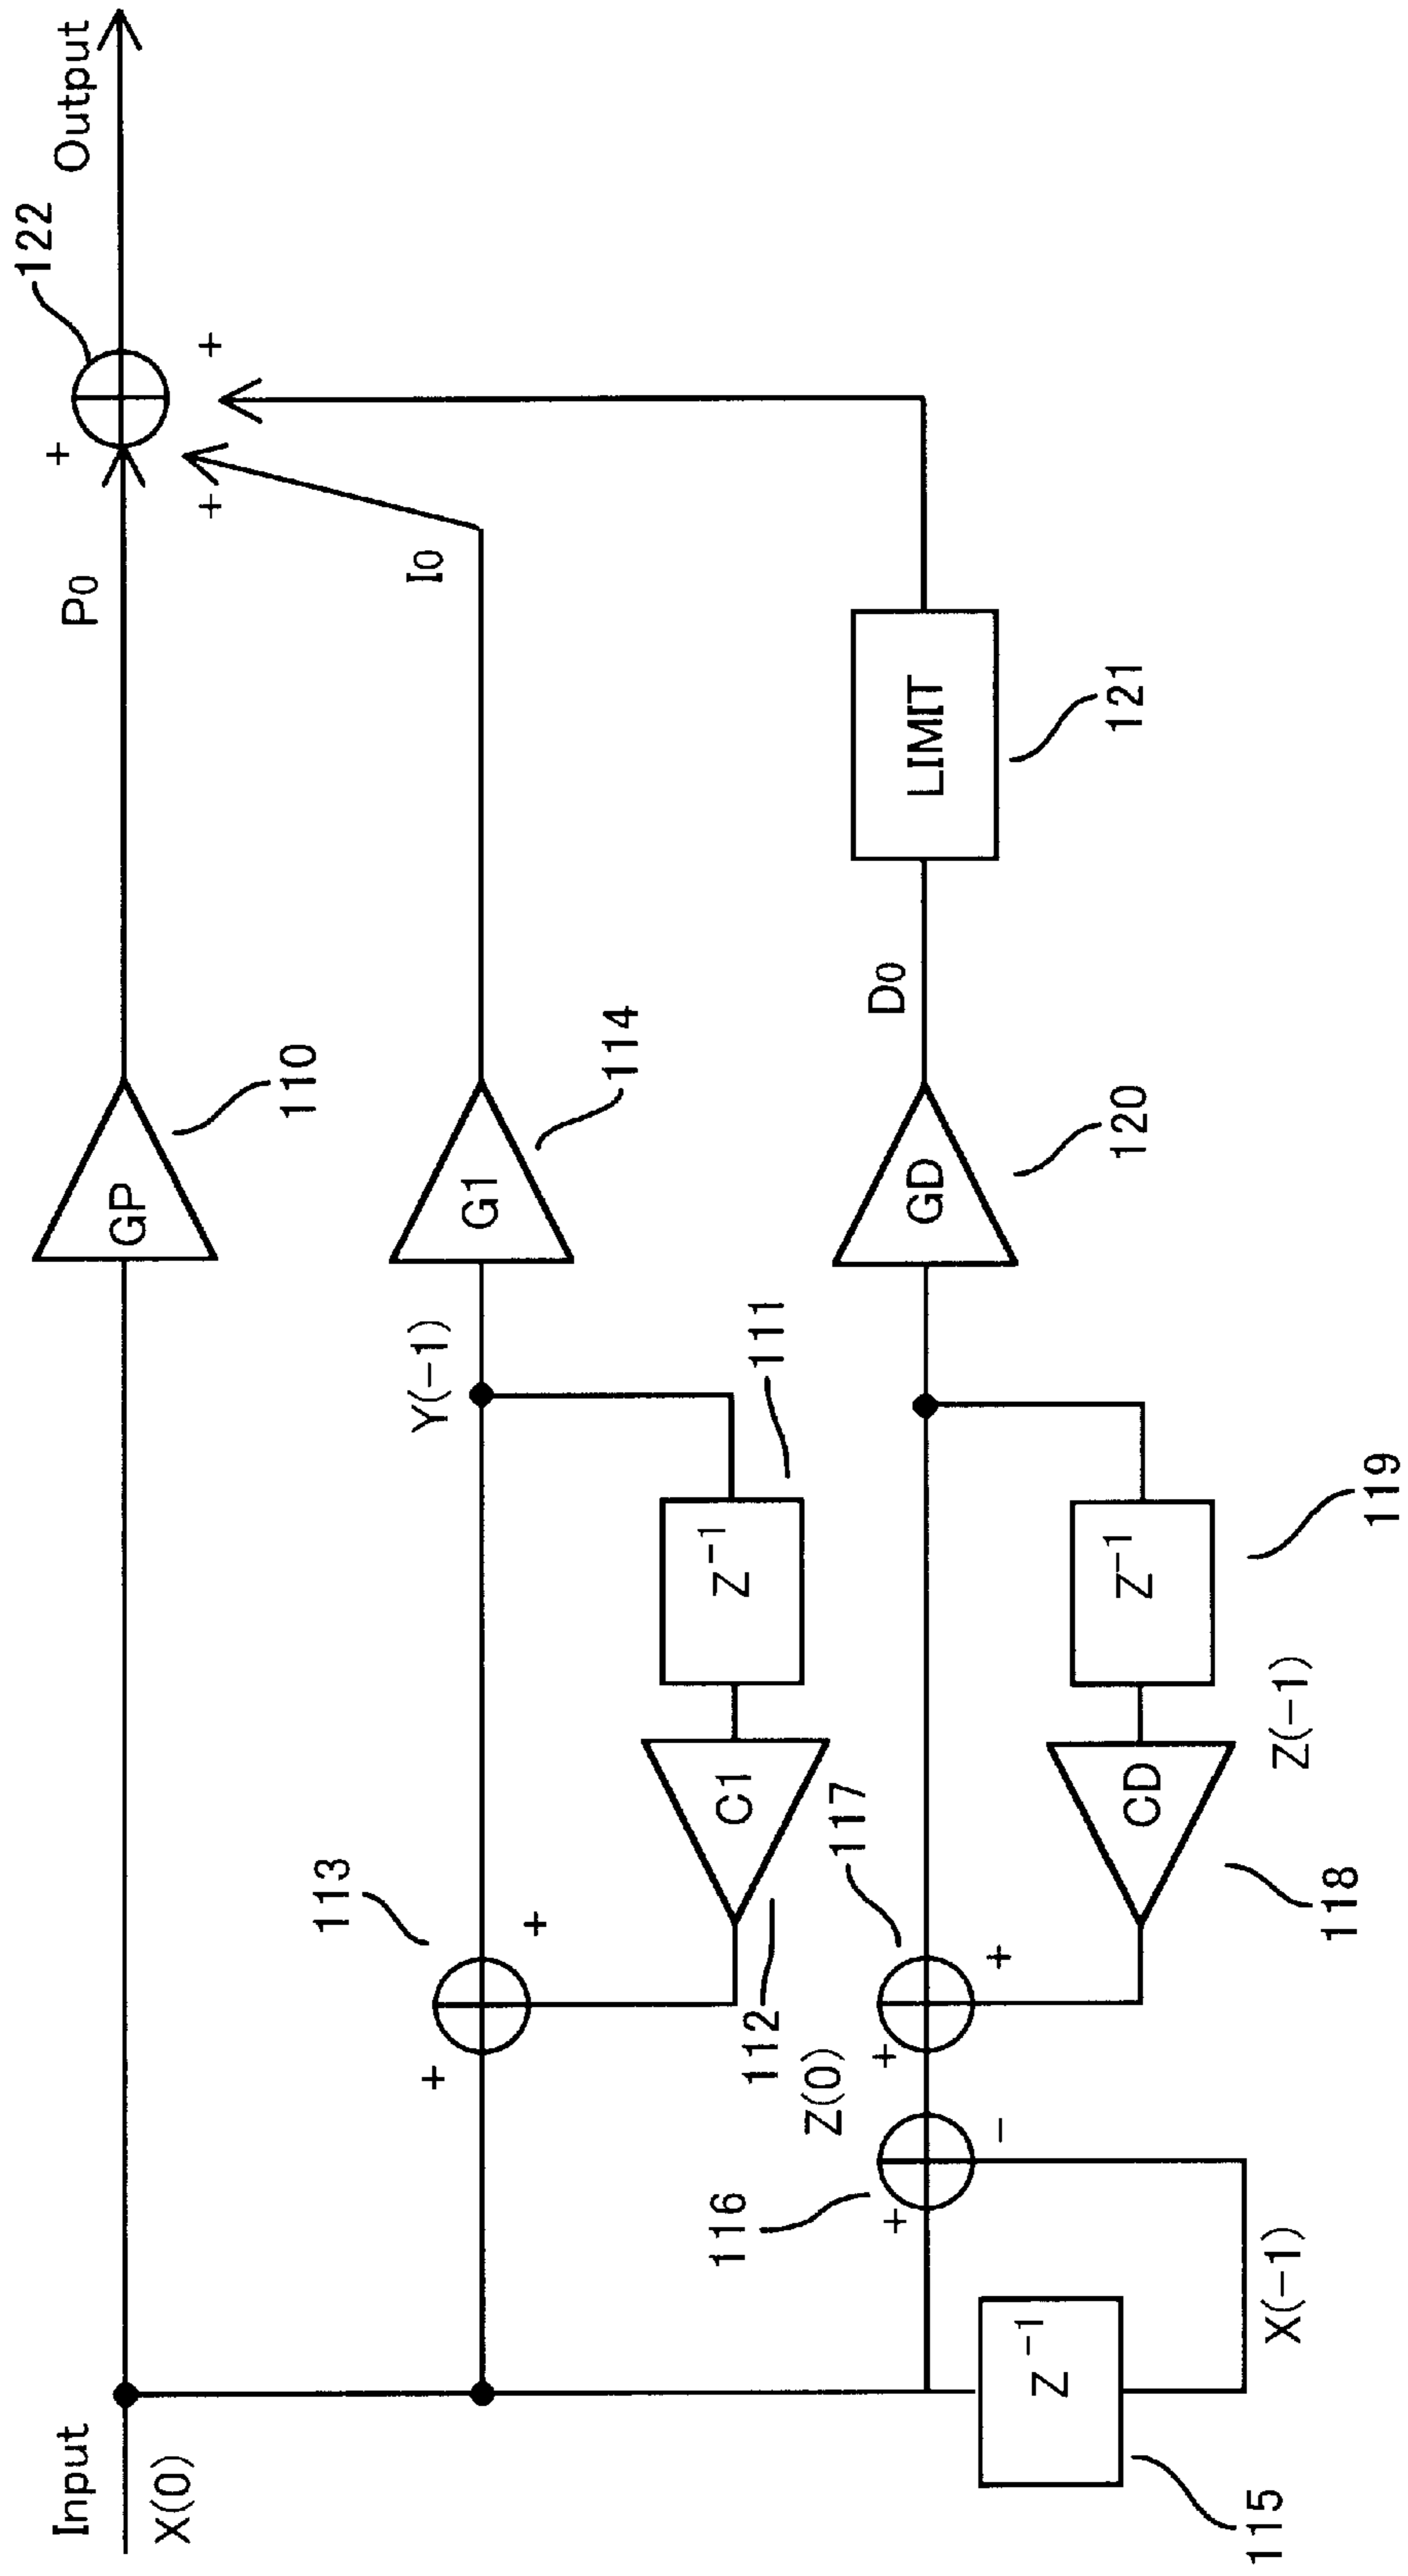 Input
X(0)
GP
110
P0
+
122
Output
+
+
+
113
+
Y(-1)
G1
114
I0
C1
112
Z⁻¹
111
Z(0)
116
+
-
+
117
+
GD
120
D0
LIMIT
121
CD
118
Z(-1)
Z⁻¹
119
Z⁻¹
115
X(-1)